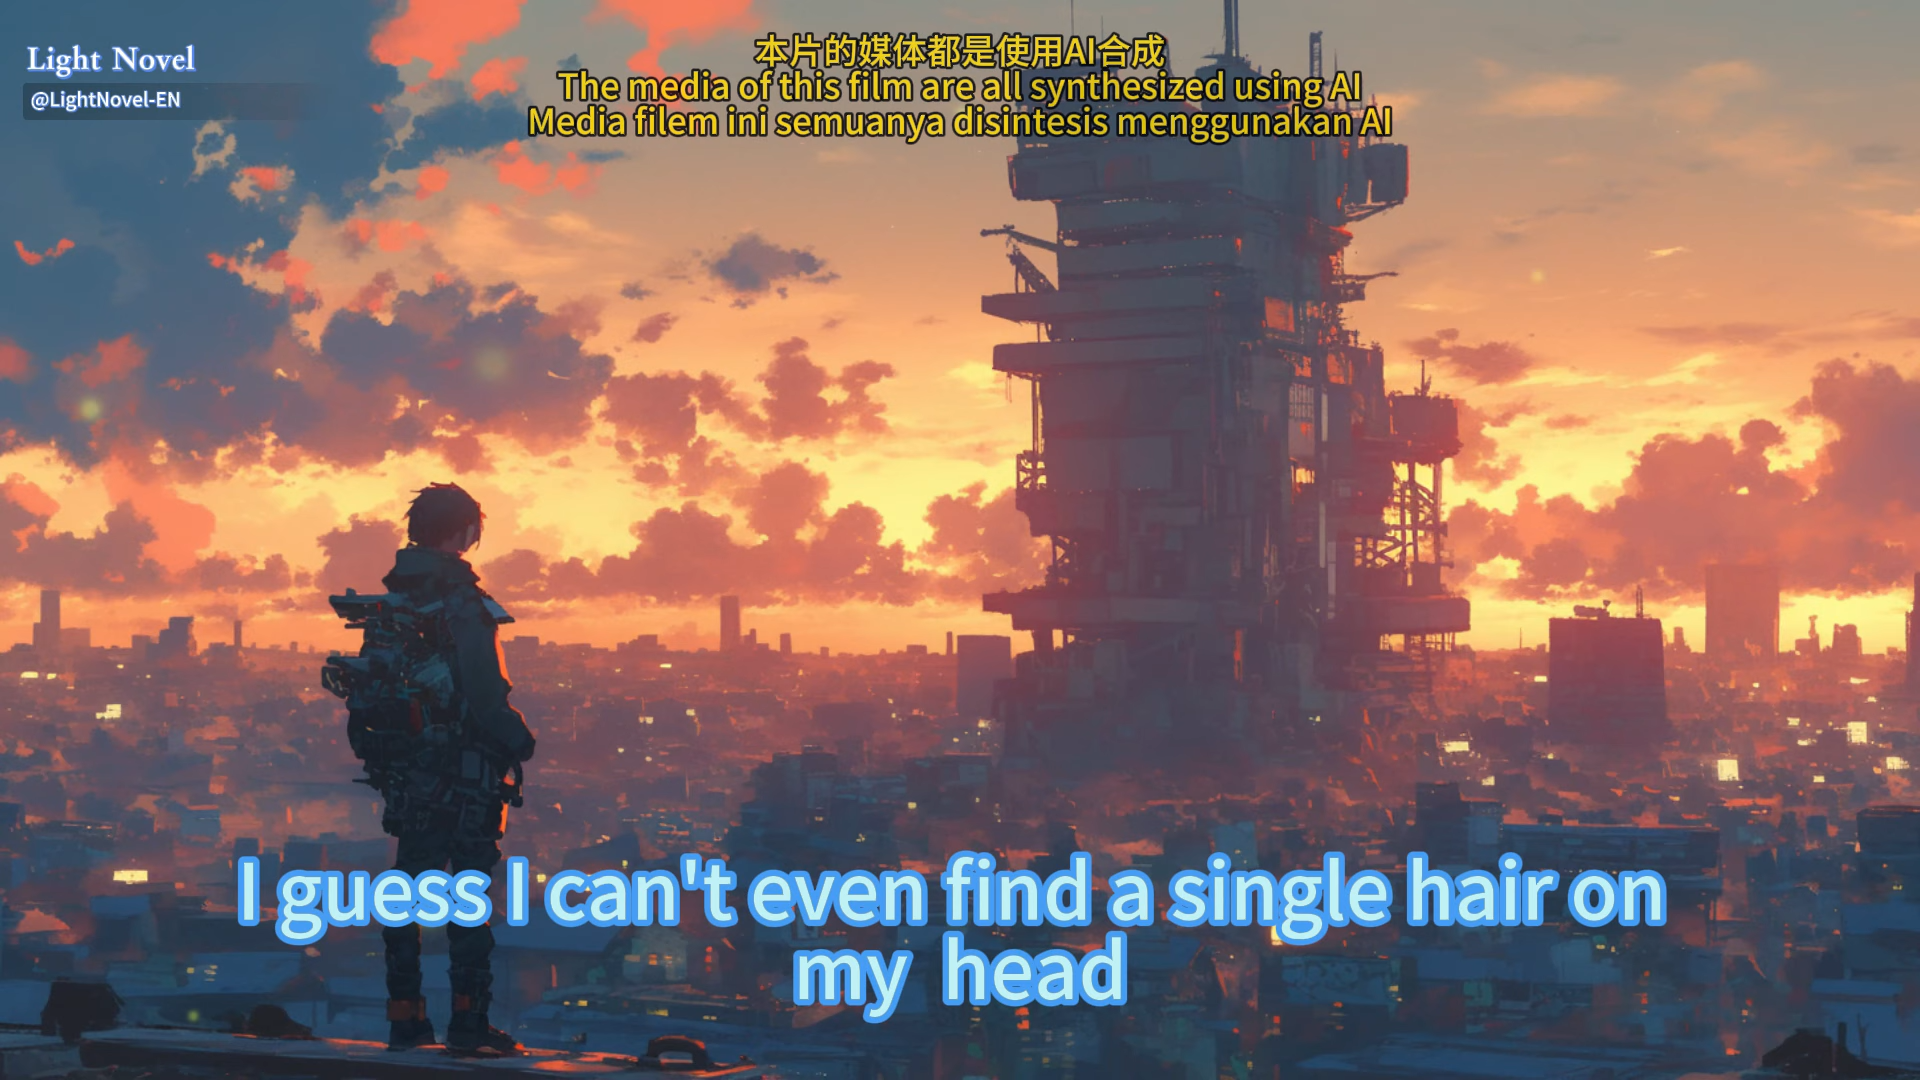 Light Novel
@LightNovel-EN
本片的媒体都是使用AI合成
The media of this film are all synthesized using AI
Media filem ini semuanya disintesis menggunakan AI
I guess I can't even find a single hair on
my head